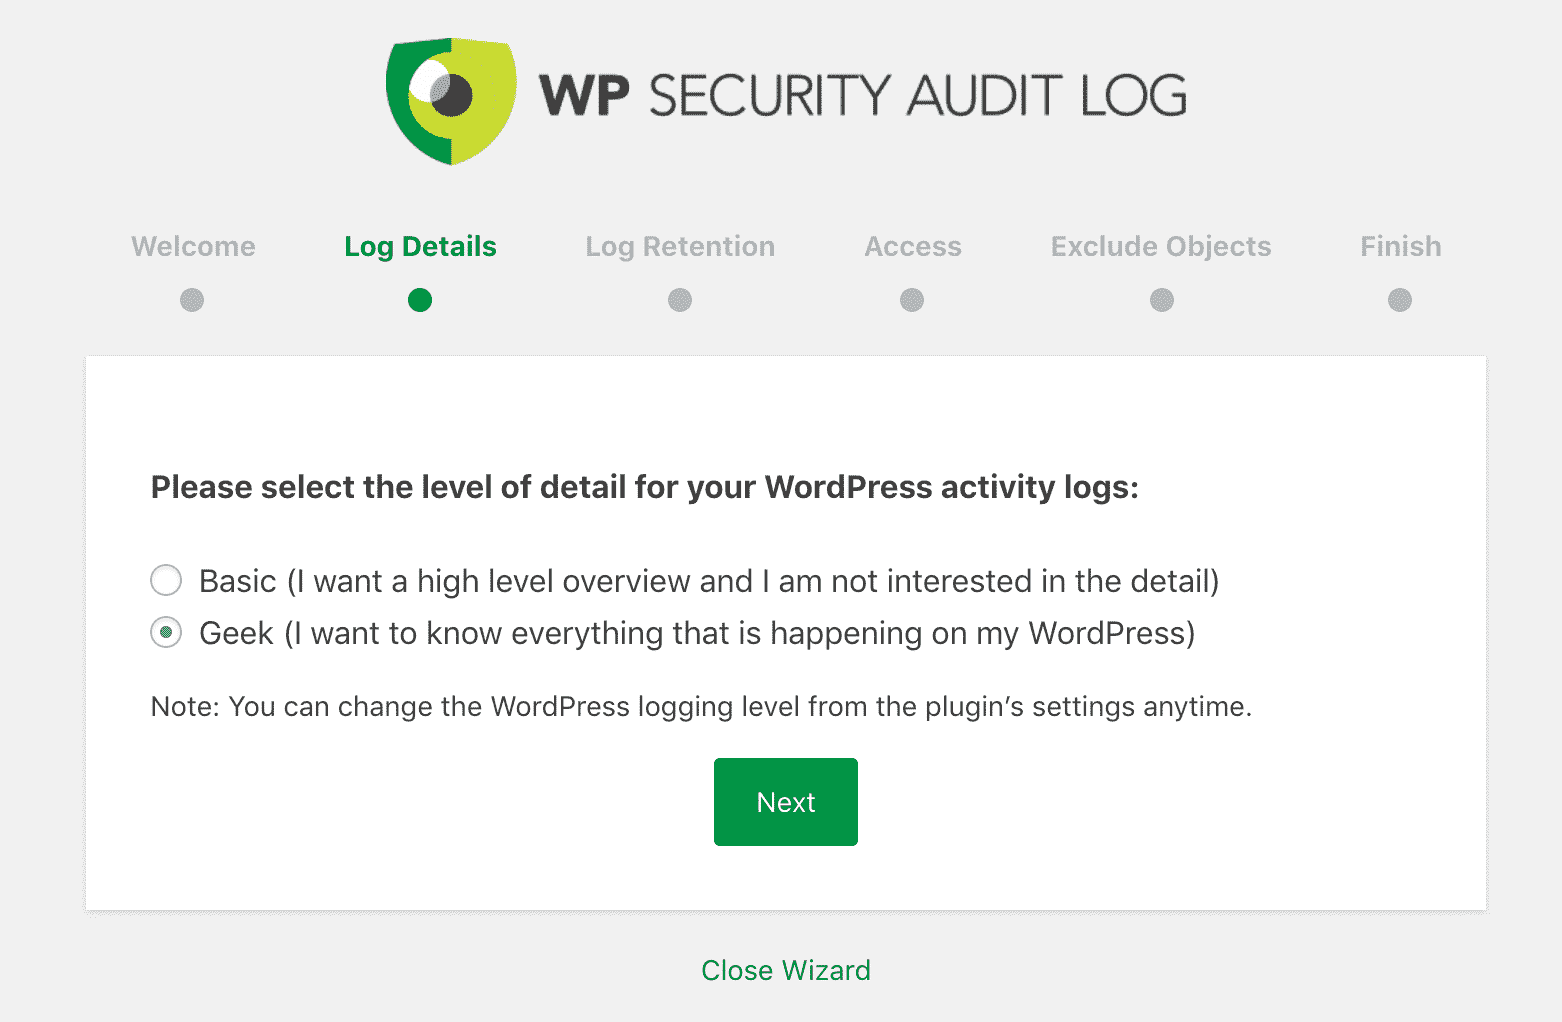 WP SECURITY AUDIT LOG
Welcome
Log Details
Log Retention
Access
Exclude Objects
Finish
Please select the level of detail for your WordPress activity logs:
Basic (I want a high level overview and I am not interested in the detail)
Geek (I want to know everything that is happening on my WordPress)
Note: You can change the WordPress logging level from the plugin’s settings anytime.
Next
Close Wizard